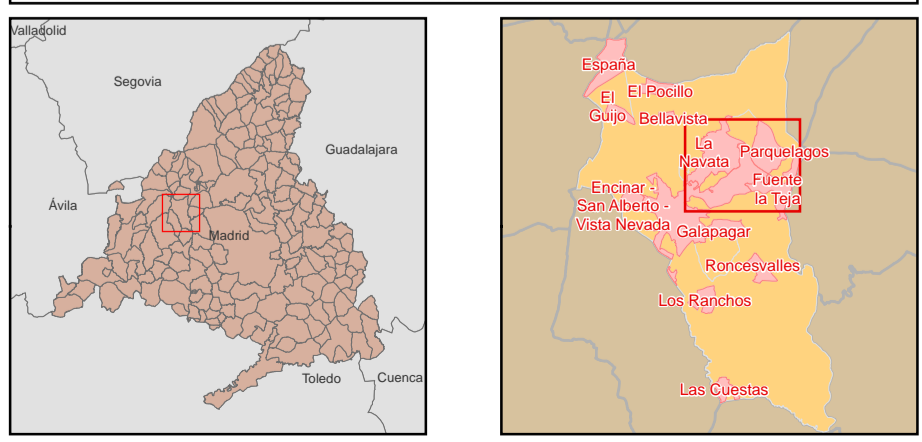 Valladolid
Segovia
Guadalajara
Ávila
Madrid
Toledo
Cuenca
España
El Pocillo
El
Guijo
Bellavista
La
Navata
Parquelagos
Fuente
la Teja
Encinar -
San Alberto -
Vista Nevada
Galapagar
Roncesvalles
Los Ranchos
Las Cuestas